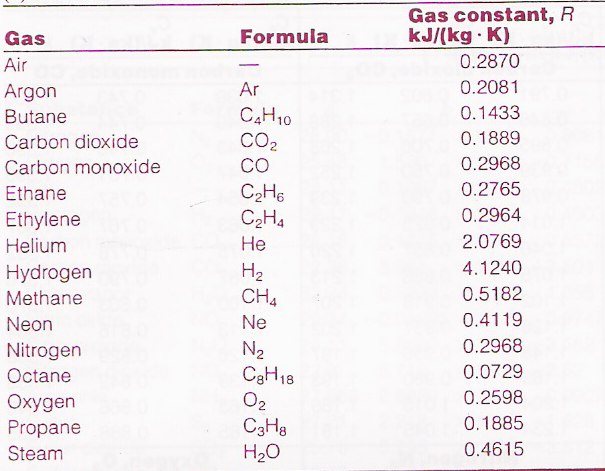 Gas Formula Gas constant, R kJ/(kg · K)
Air — 0.2870
Argon Ar 0.2081
Butane C₄H₁₀ 0.1433
Carbon dioxide CO₂ 0.1889
Carbon monoxide CO 0.2968
Ethane C₂H₆ 0.2765
Ethylene C₂H₄ 0.2964
Helium He 2.0769
Hydrogen H₂ 4.1240
Methane CH₄ 0.5182
Neon Ne 0.4119
Nitrogen N₂ 0.2968
Octane C₈H₁₈ 0.0729
Oxygen O₂ 0.2598
Propane C₃H₈ 0.1885
Steam H₂O 0.4615